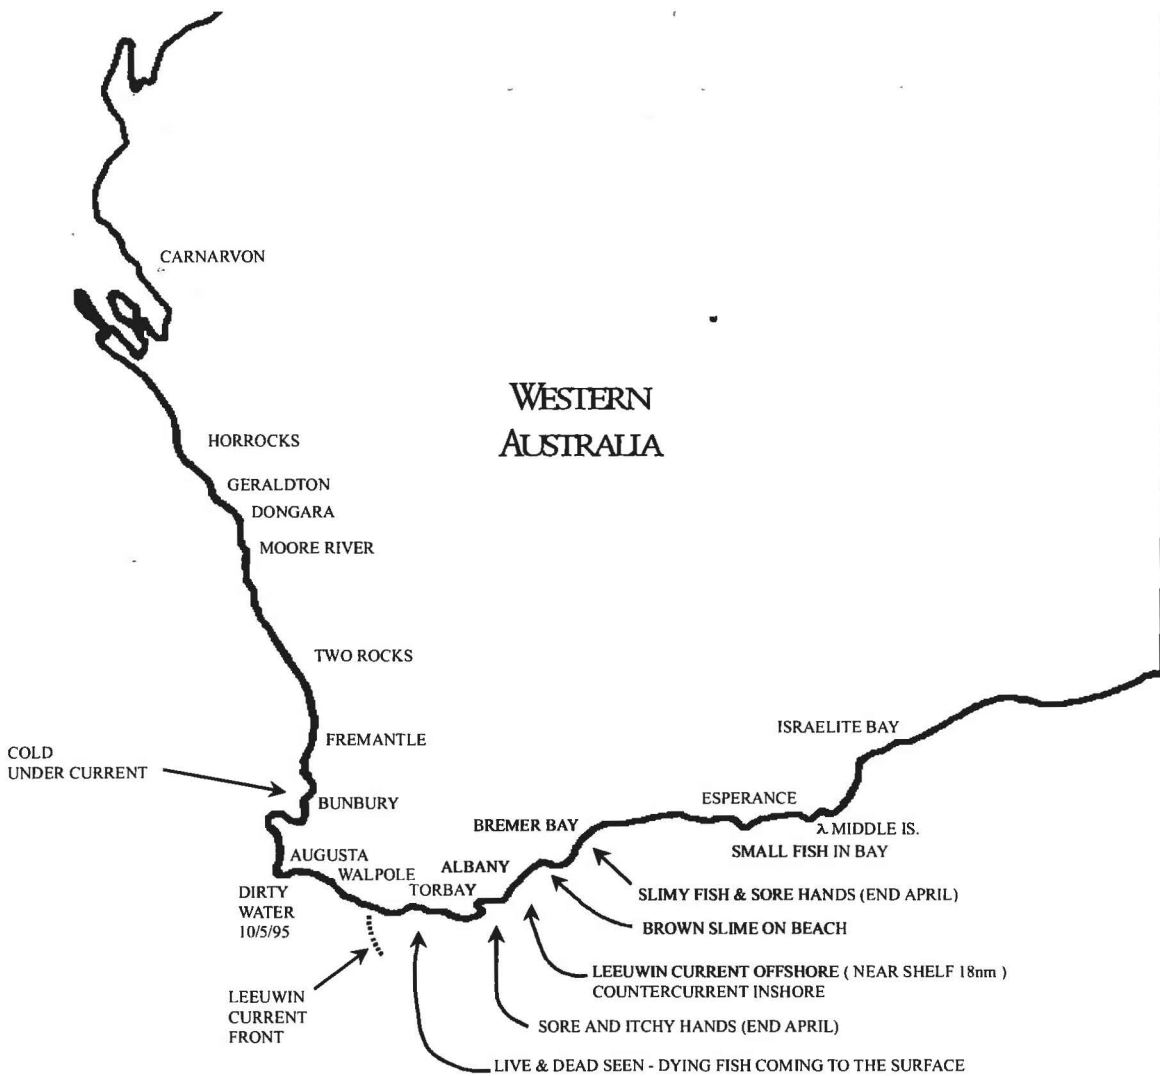 CARNARVON
WESTERN
AUSTRALIA
HORROCKS
GERALDTON
DONGARA
MOORE RIVER
TWO ROCKS
FREMANTLE
ISRAELITE BAY
COLD
UNDER CURRENT
BUNBURY
ESPERANCE
BREMER BAY
λ MIDDLE IS.
SMALL FISH IN BAY
AUGUSTA
WALPOLE
ALBANY
TORBAY
DIRTY
WATER
10/5/95
SLIMY FISH & SORE HANDS (END APRIL)
BROWN SLIME ON BEACH
LEEUWIN CURRENT OFFSHORE ( NEAR SHELF 18nm )
COUNTERCURRENT INSHORE
LEEUWIN
CURRENT
FRONT
SORE AND ITCHY HANDS (END APRIL)
LIVE & DEAD SEEN - DYING FISH COMING TO THE SURFACE